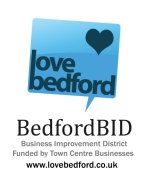 love
bedford
BedfordBID
Business Improvement District
Funded by Town Centre Businesses
www.lovebedford.co.uk